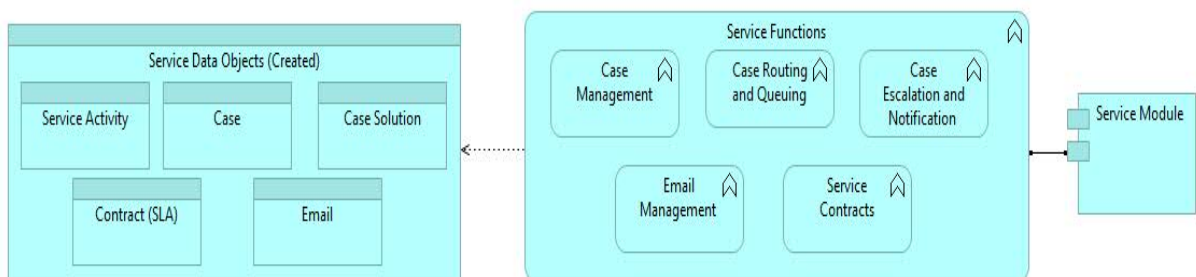 Service Data Objects (Created)
Service Activity
Case
Case Solution
Contract (SLA)
Email
Service Functions
Case
Management
Case Routing
and Queuing
Case
Escalation and
Notification
Email
Management
Service
Contracts
Service Module